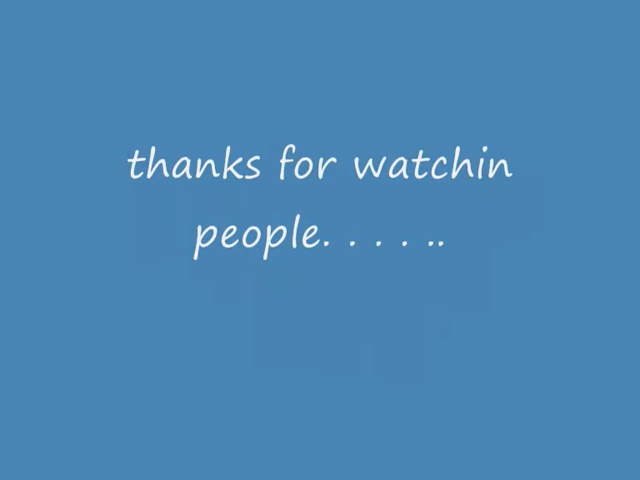 thanks for watchin
people. . . . ..